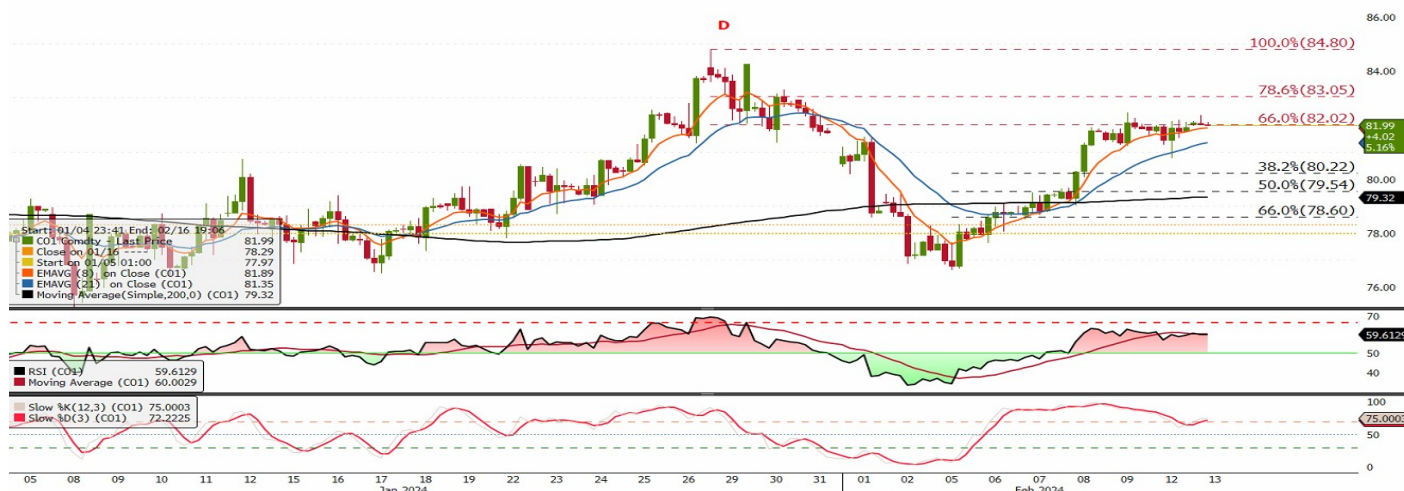 D
86.00
84.00
80.00
78.00
76.00
100.0%(84.80)
78.6%(83.05)
66.0%(82.02)
38.2%(80.22)
50.0%(79.54)
66.0%(78.60)
81.99
+4.02
5.16%
79.32
Start: 01/04 23:41 End: 02/16 19:06
CO1 Comdty - Last Price 81.99
Close on 01/16 ---- 78.29
Start on 01/05 01:00 77.97
EMAVG (8) on Close (CO1) 81.89
EMAVG (21) on Close (CO1) 81.35
Moving Average(Simple,200,0) (CO1) 79.32
70
59.6129
50
40
RSI (CO1) 59.6129
Moving Average (CO1) 60.0029
Slow %K(12,3) (CO1) 75.0003
Slow %D(3) (CO1) 72.2225
100
75.0003
50
0
05 08 09 10 11 12 15 16 17 18 19 22 23 24 25 26 29 30 31 01 02 05 06 07 08 09 12 13
Jan 2024 Feb 2024